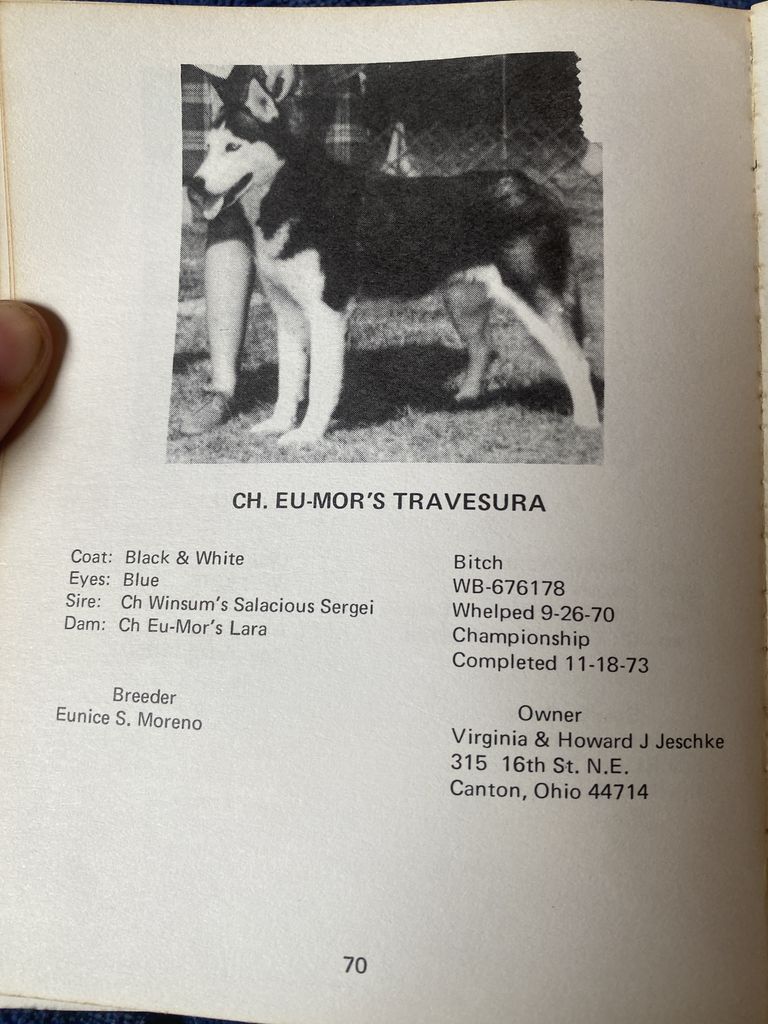 CH. EU-MOR'S TRAVESURA
Coat: Black & White
Eyes: Blue
Sire: Ch Winsum's Salacious Sergei
Dam: Ch Eu-Mor's Lara
Breeder
Eunice S. Moreno
Bitch
WB-676178
Whelped 9-26-70
Championship
Completed 11-18-73
Owner
Virginia & Howard J Jeschke
315 16th St. N.E.
Canton, Ohio 44714
70